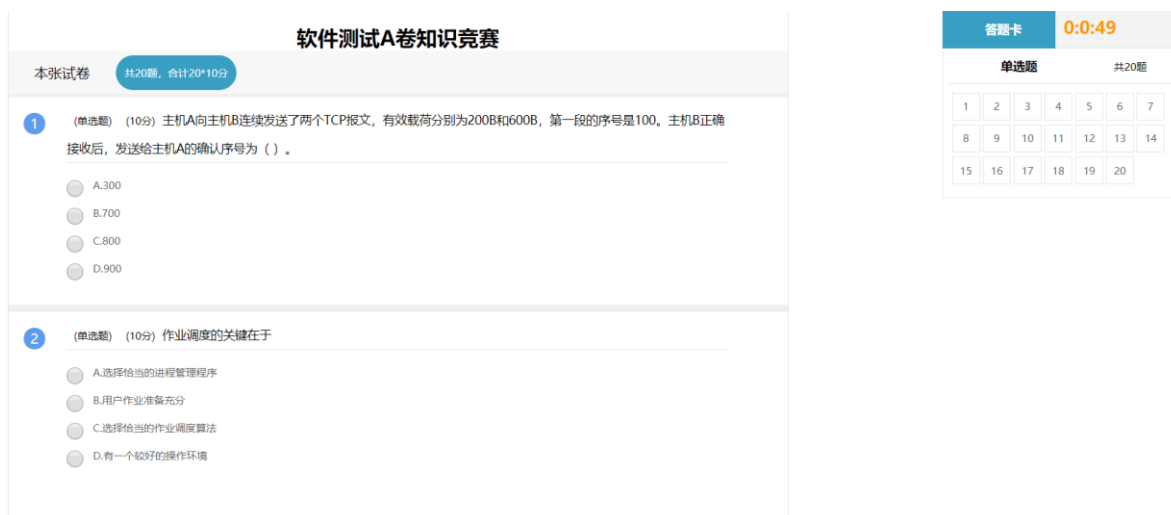 软件测试A卷知识竞赛
本张试卷 共20题，合计20*10分
1 (单选题) (10分) 主机A向主机B连续发送了两个TCP报文，有效载荷分别为200B和600B，第一段的序号是100。主机B正确
接收后，发送给主机A的确认序号为（ ）。
A.300
B.700
C.800
D.900
2 (单选题) (10分) 作业调度的关键在于
A.选择恰当的进程管理程序
B.用户作业准备充分
C.选择恰当的作业调度算法
D.有一个较好的操作环境
答题卡 0:0:49
单选题 共20题
1 2 3 4 5 6 7
8 9 10 11 12 13 14
15 16 17 18 19 20